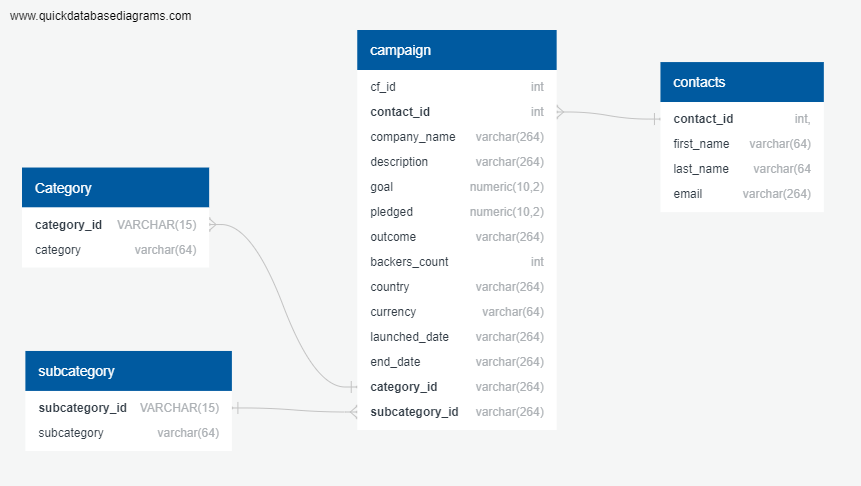 www.quickdatabasediagrams.com
campaign
cf_id int
contact_id int
company_name varchar(264)
description varchar(264)
goal numeric(10,2)
pledged numeric(10,2)
outcome varchar(264)
backers_count int
country varchar(264)
currency varchar(64)
launched_date varchar(264)
end_date varchar(264)
category_id varchar(264)
subcategory_id varchar(264)
contacts
contact_id int,
first_name varchar(64)
last_name varchar(64
email varchar(264)
Category
category_id VARCHAR(15)
category varchar(64)
subcategory
subcategory_id VARCHAR(15)
subcategory varchar(64)